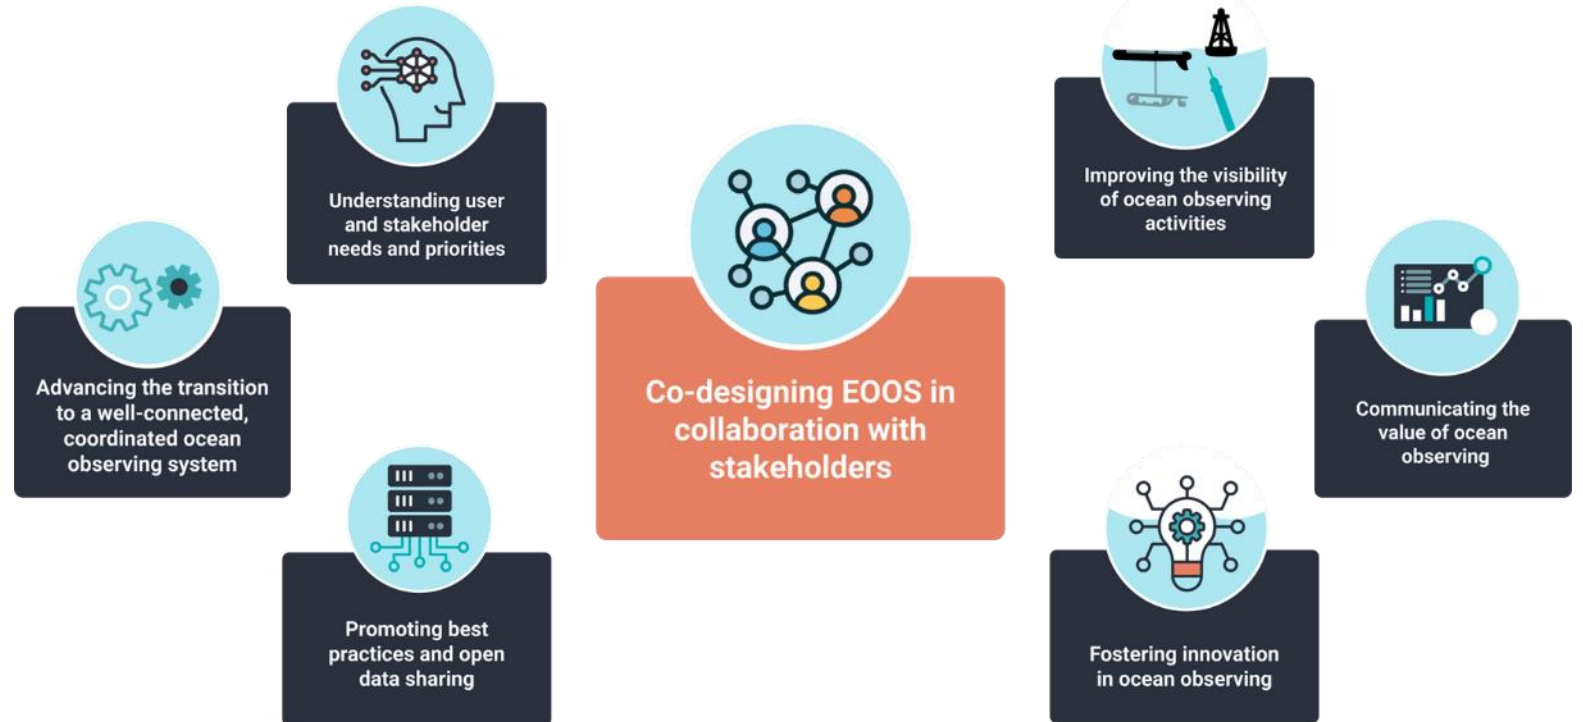 Understanding user
and stakeholder
needs and priorities
Improving the visibility
of ocean observing
activities
Advancing the transition
to a well-connected,
coordinated ocean
observing system
Co-designing EOOS in
collaboration with
stakeholders
Communicating the
value of ocean
observing
Promoting best
practices and open
data sharing
Fostering innovation
in ocean observing